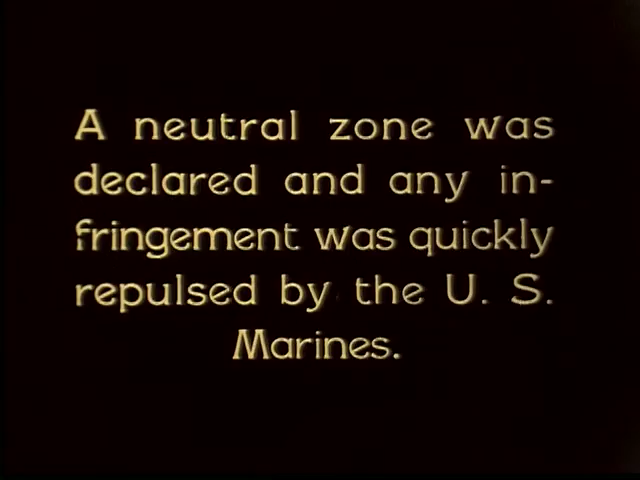 A neutral zone was
declared and any in-
fringement was quickly
repulsed by the U. S.
Marines.